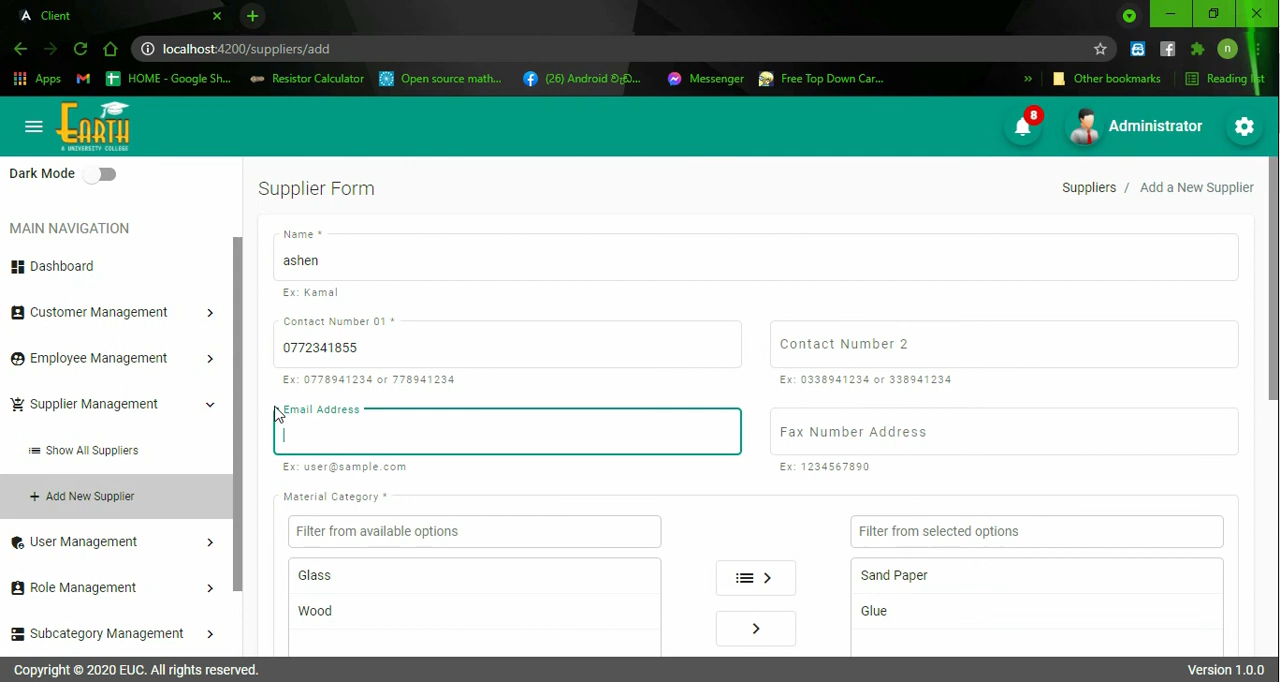 Client
localhost:4200/suppliers/add
Apps
HOME - Google Sh...
Resistor Calculator
Open source math...
Messenger
Free Top Down Car...
»
Other bookmarks
Reading list
EARTH
A UNIVERSITY COLLEGE
8
Administrator
Dark Mode
Supplier Form
Suppliers / Add a New Supplier
MAIN NAVIGATION
Dashboard
Customer Management
Employee Management
Supplier Management
Show All Suppliers
Add New Supplier
User Management
Role Management
Subcategory Management
Name *
ashen
Ex: Kamal
Contact Number 01 *
0772341855
Ex: 0778941234 or 778941234
Contact Number 2
Ex: 0338941234 or 338941234
Email Address
Ex: user@sample.com
Fax Number Address
Ex: 1234567890
Material Category *
Filter from available options
Glass
Wood
Filter from selected options
Sand Paper
Glue
Copyright © 2020 EUC. All rights reserved.
Version 1.0.0